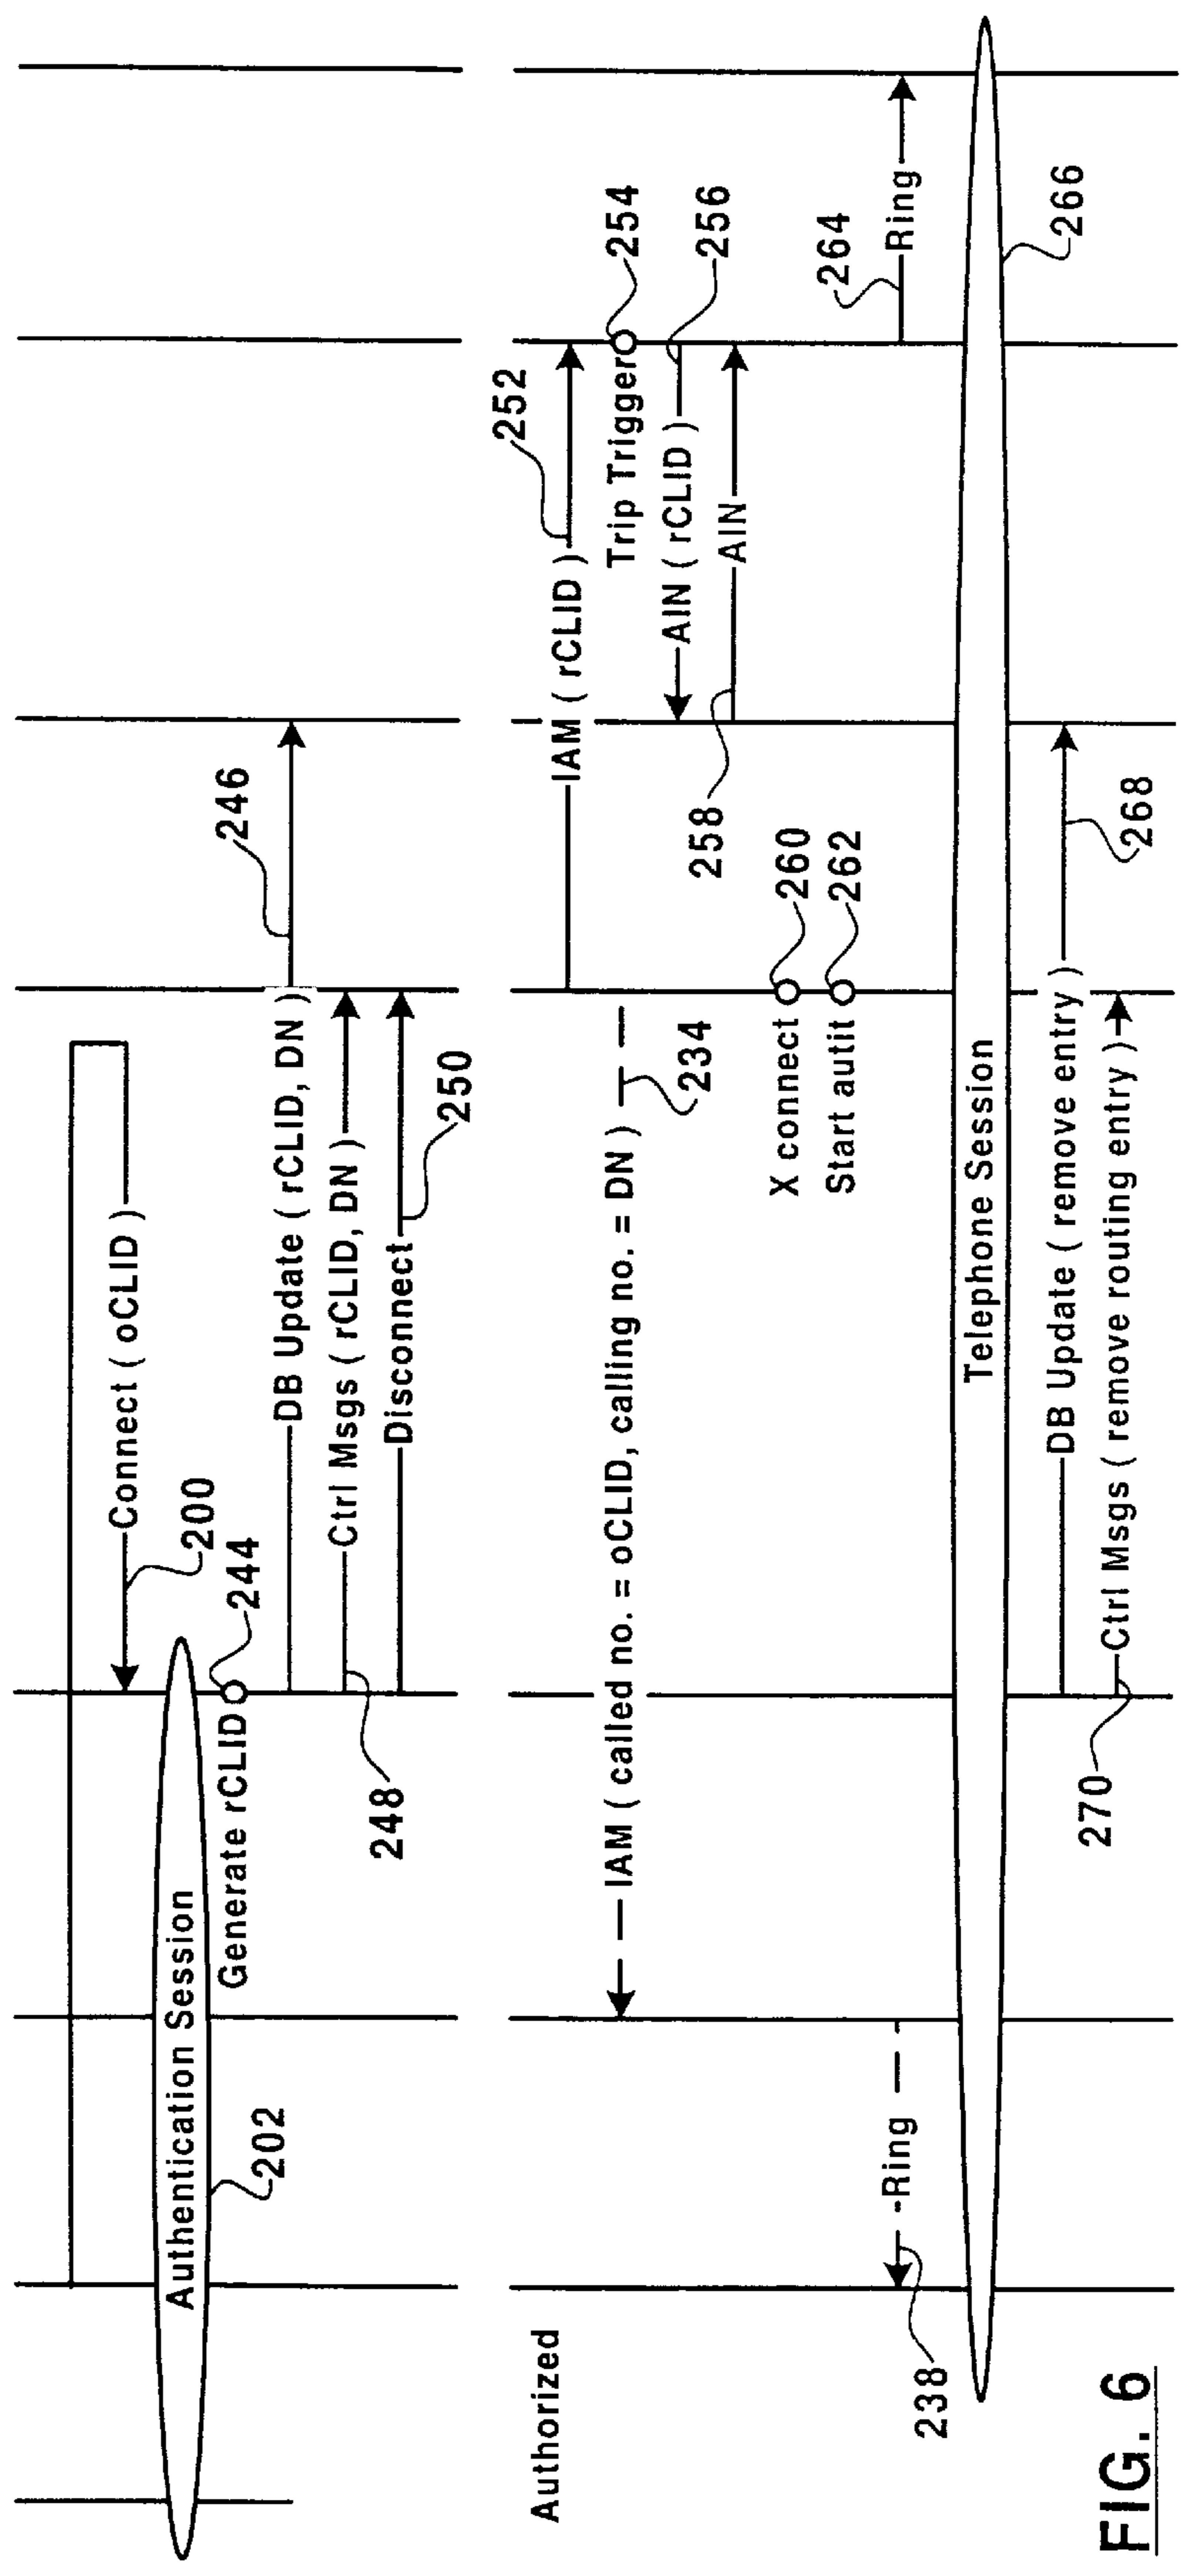 Connect ( oCLID )
200
Authentication Session
202
Generate rCLID
244
DB Update ( rCLID, DN )
246
Ctrl Msgs ( rCLID, DN )
248
Disconnect
250
Authorized
IAM ( rCLID )
252
IAM ( called no. = oCLID, calling no. = DN )
234
Trip Trigger
254
AIN ( rCLID )
256
AIN
258
X connect
260
Start autit
262
Ring
238
Ring
264
Telephone Session
266
DB Update ( remove entry )
268
Ctrl Msgs ( remove routing entry )
270
FIG. 6